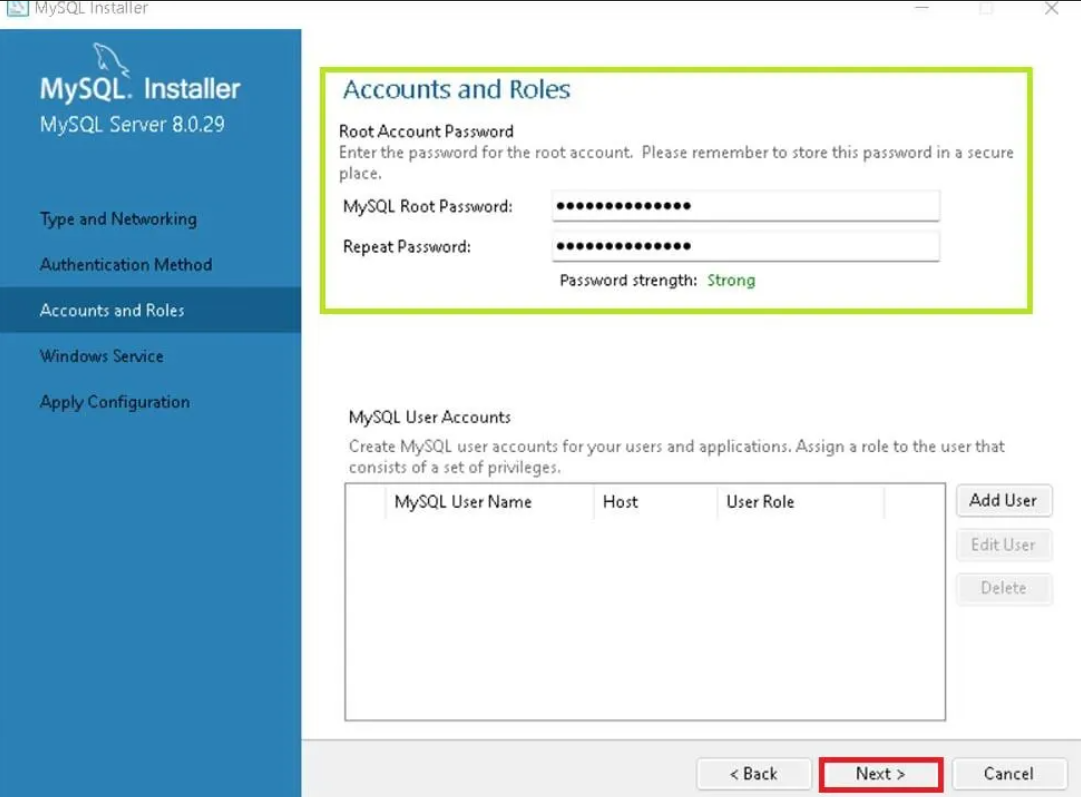 MySQL Installer
MySQL. Installer
MySQL Server 8.0.29
Type and Networking
Authentication Method
Accounts and Roles
Windows Service
Apply Configuration
Accounts and Roles
Root Account Password
Enter the password for the root account. Please remember to store this password in a secure
place.
MySQL Root Password: ●●●●●●●●●●●●●●
Repeat Password: ●●●●●●●●●●●●●●
Password strength: Strong
MySQL User Accounts
Create MySQL user accounts for your users and applications. Assign a role to the user that
consists of a set of privileges.
MySQL User Name Host User Role
Add User
Edit User
Delete
< Back Next > Cancel